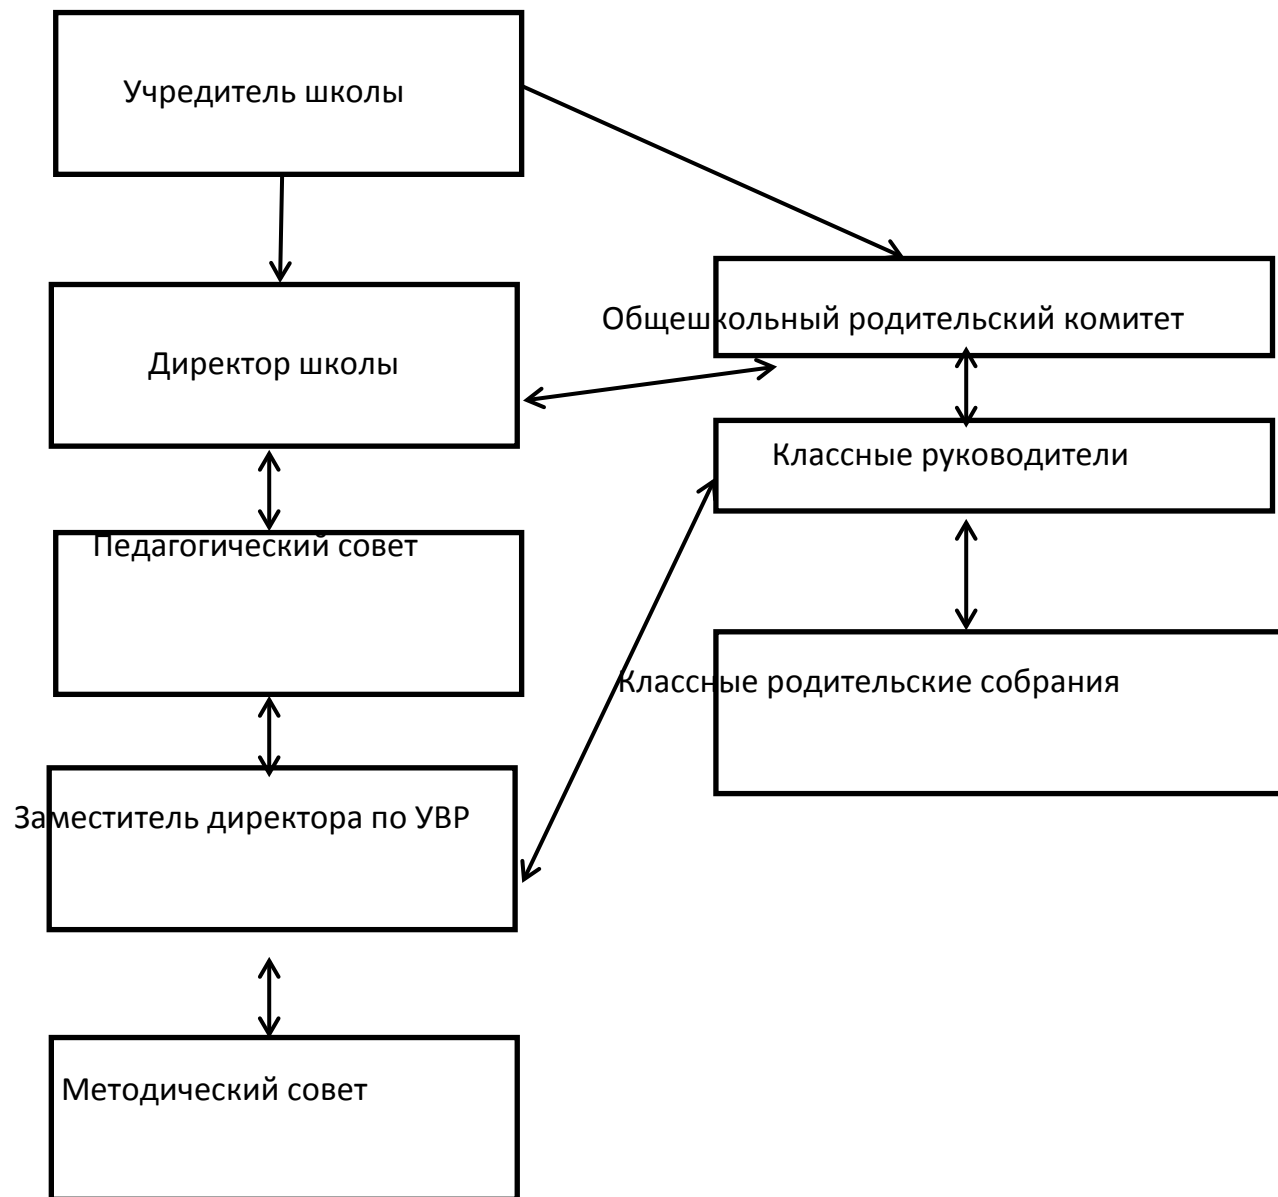 Учредитель школы
Общешкольный родительский комитет
Директор школы
Классные руководители
Педагогический совет
Классные родительские собрания
Заместитель директора по УВР
Методический совет